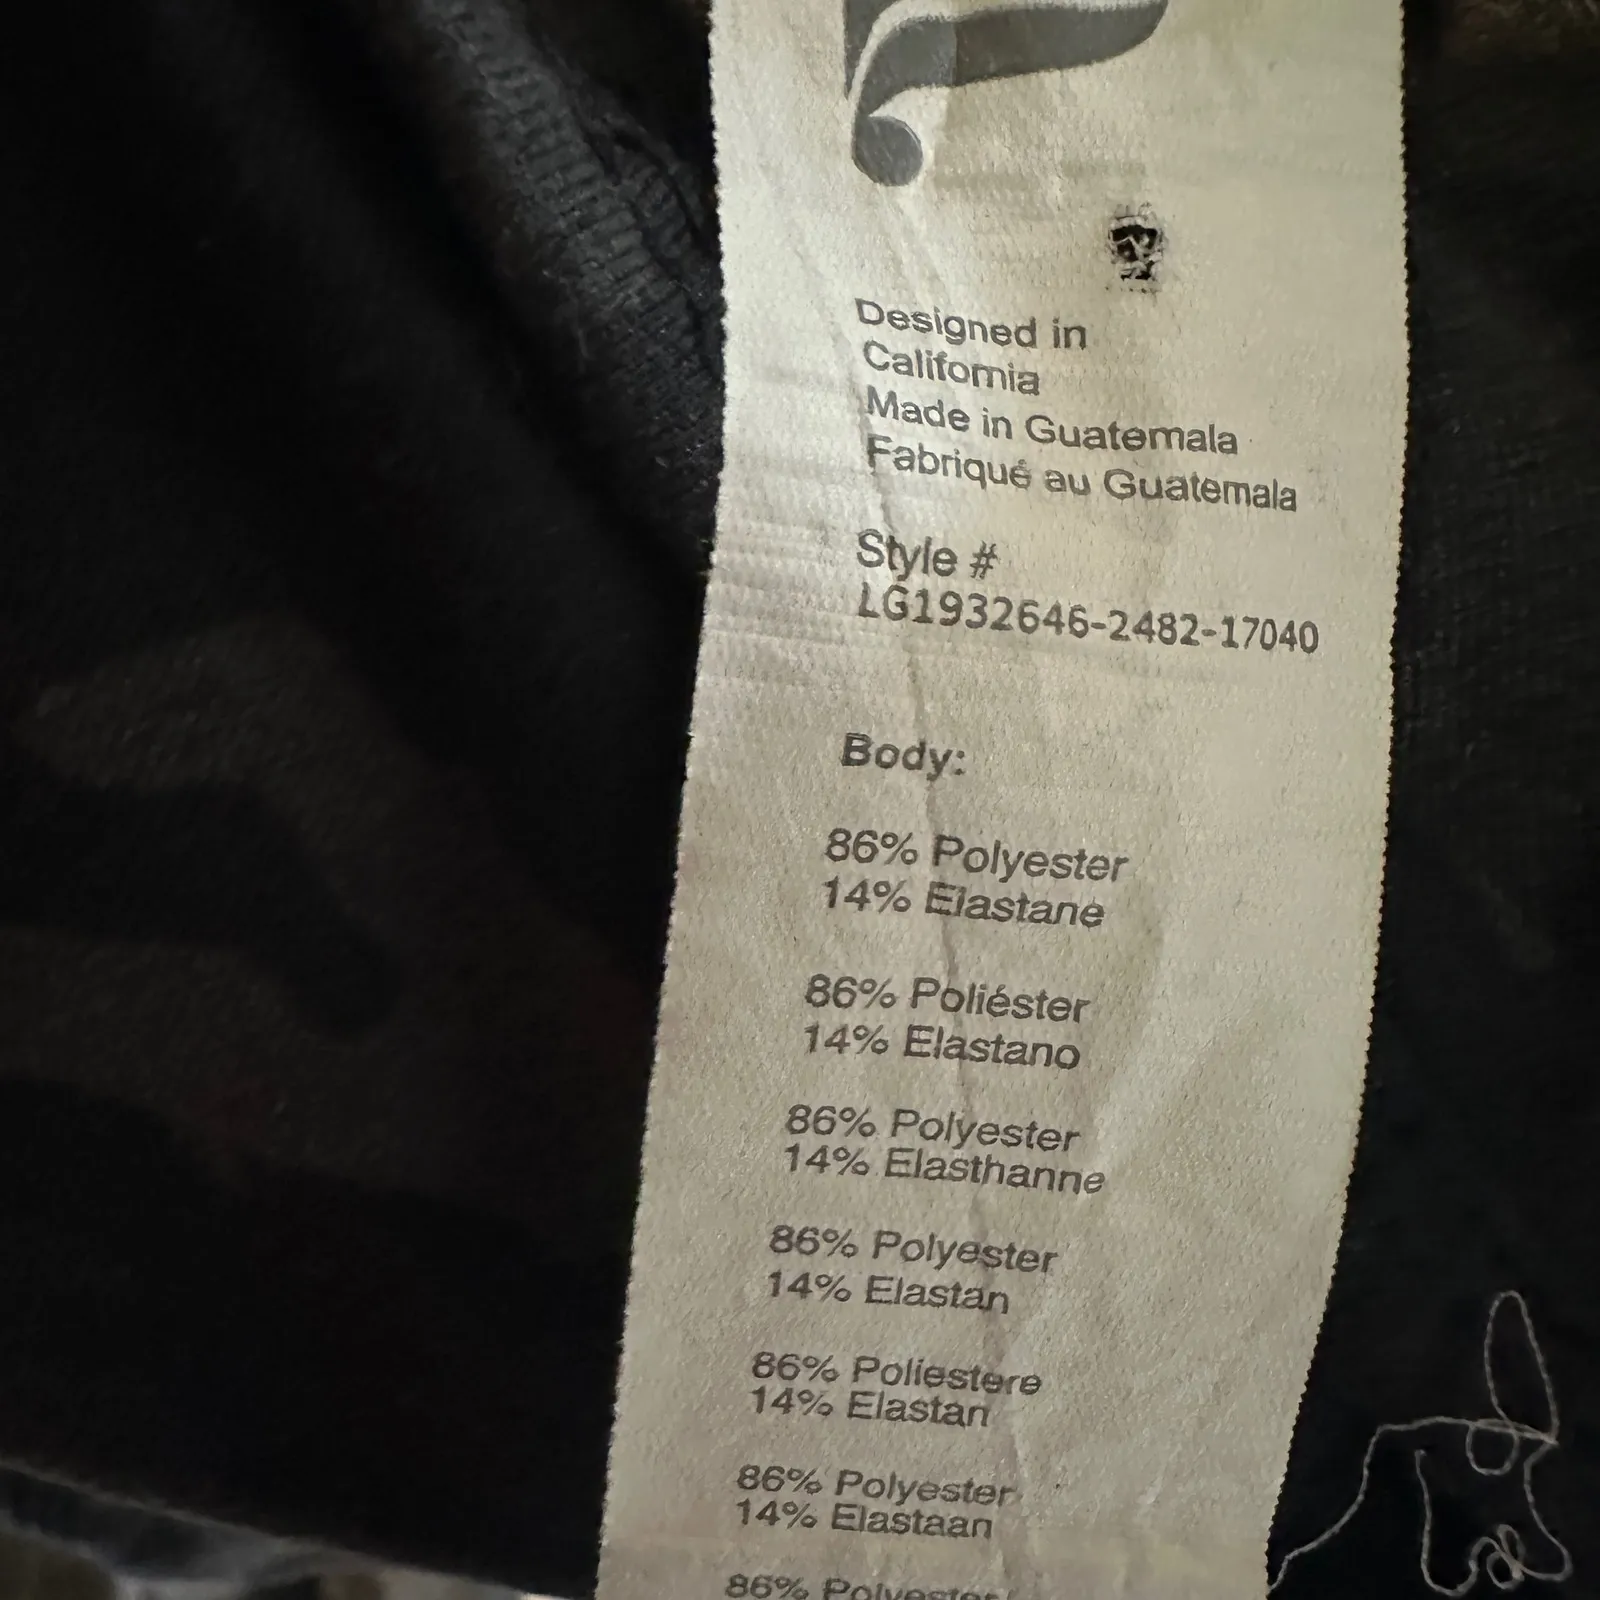 Designed in
California
Made in Guatemala
Fabriqué au Guatemala
Style #
LG1932646-2482-17040
Body:
86% Polyester
14% Elastane
86% Poliéster
14% Elastano
86% Polyester
14% Elasthanne
86% Polyester
14% Elastan
86% Poliestere
14% Elastan
86% Polyester
14% Elastaan
86% Polyester